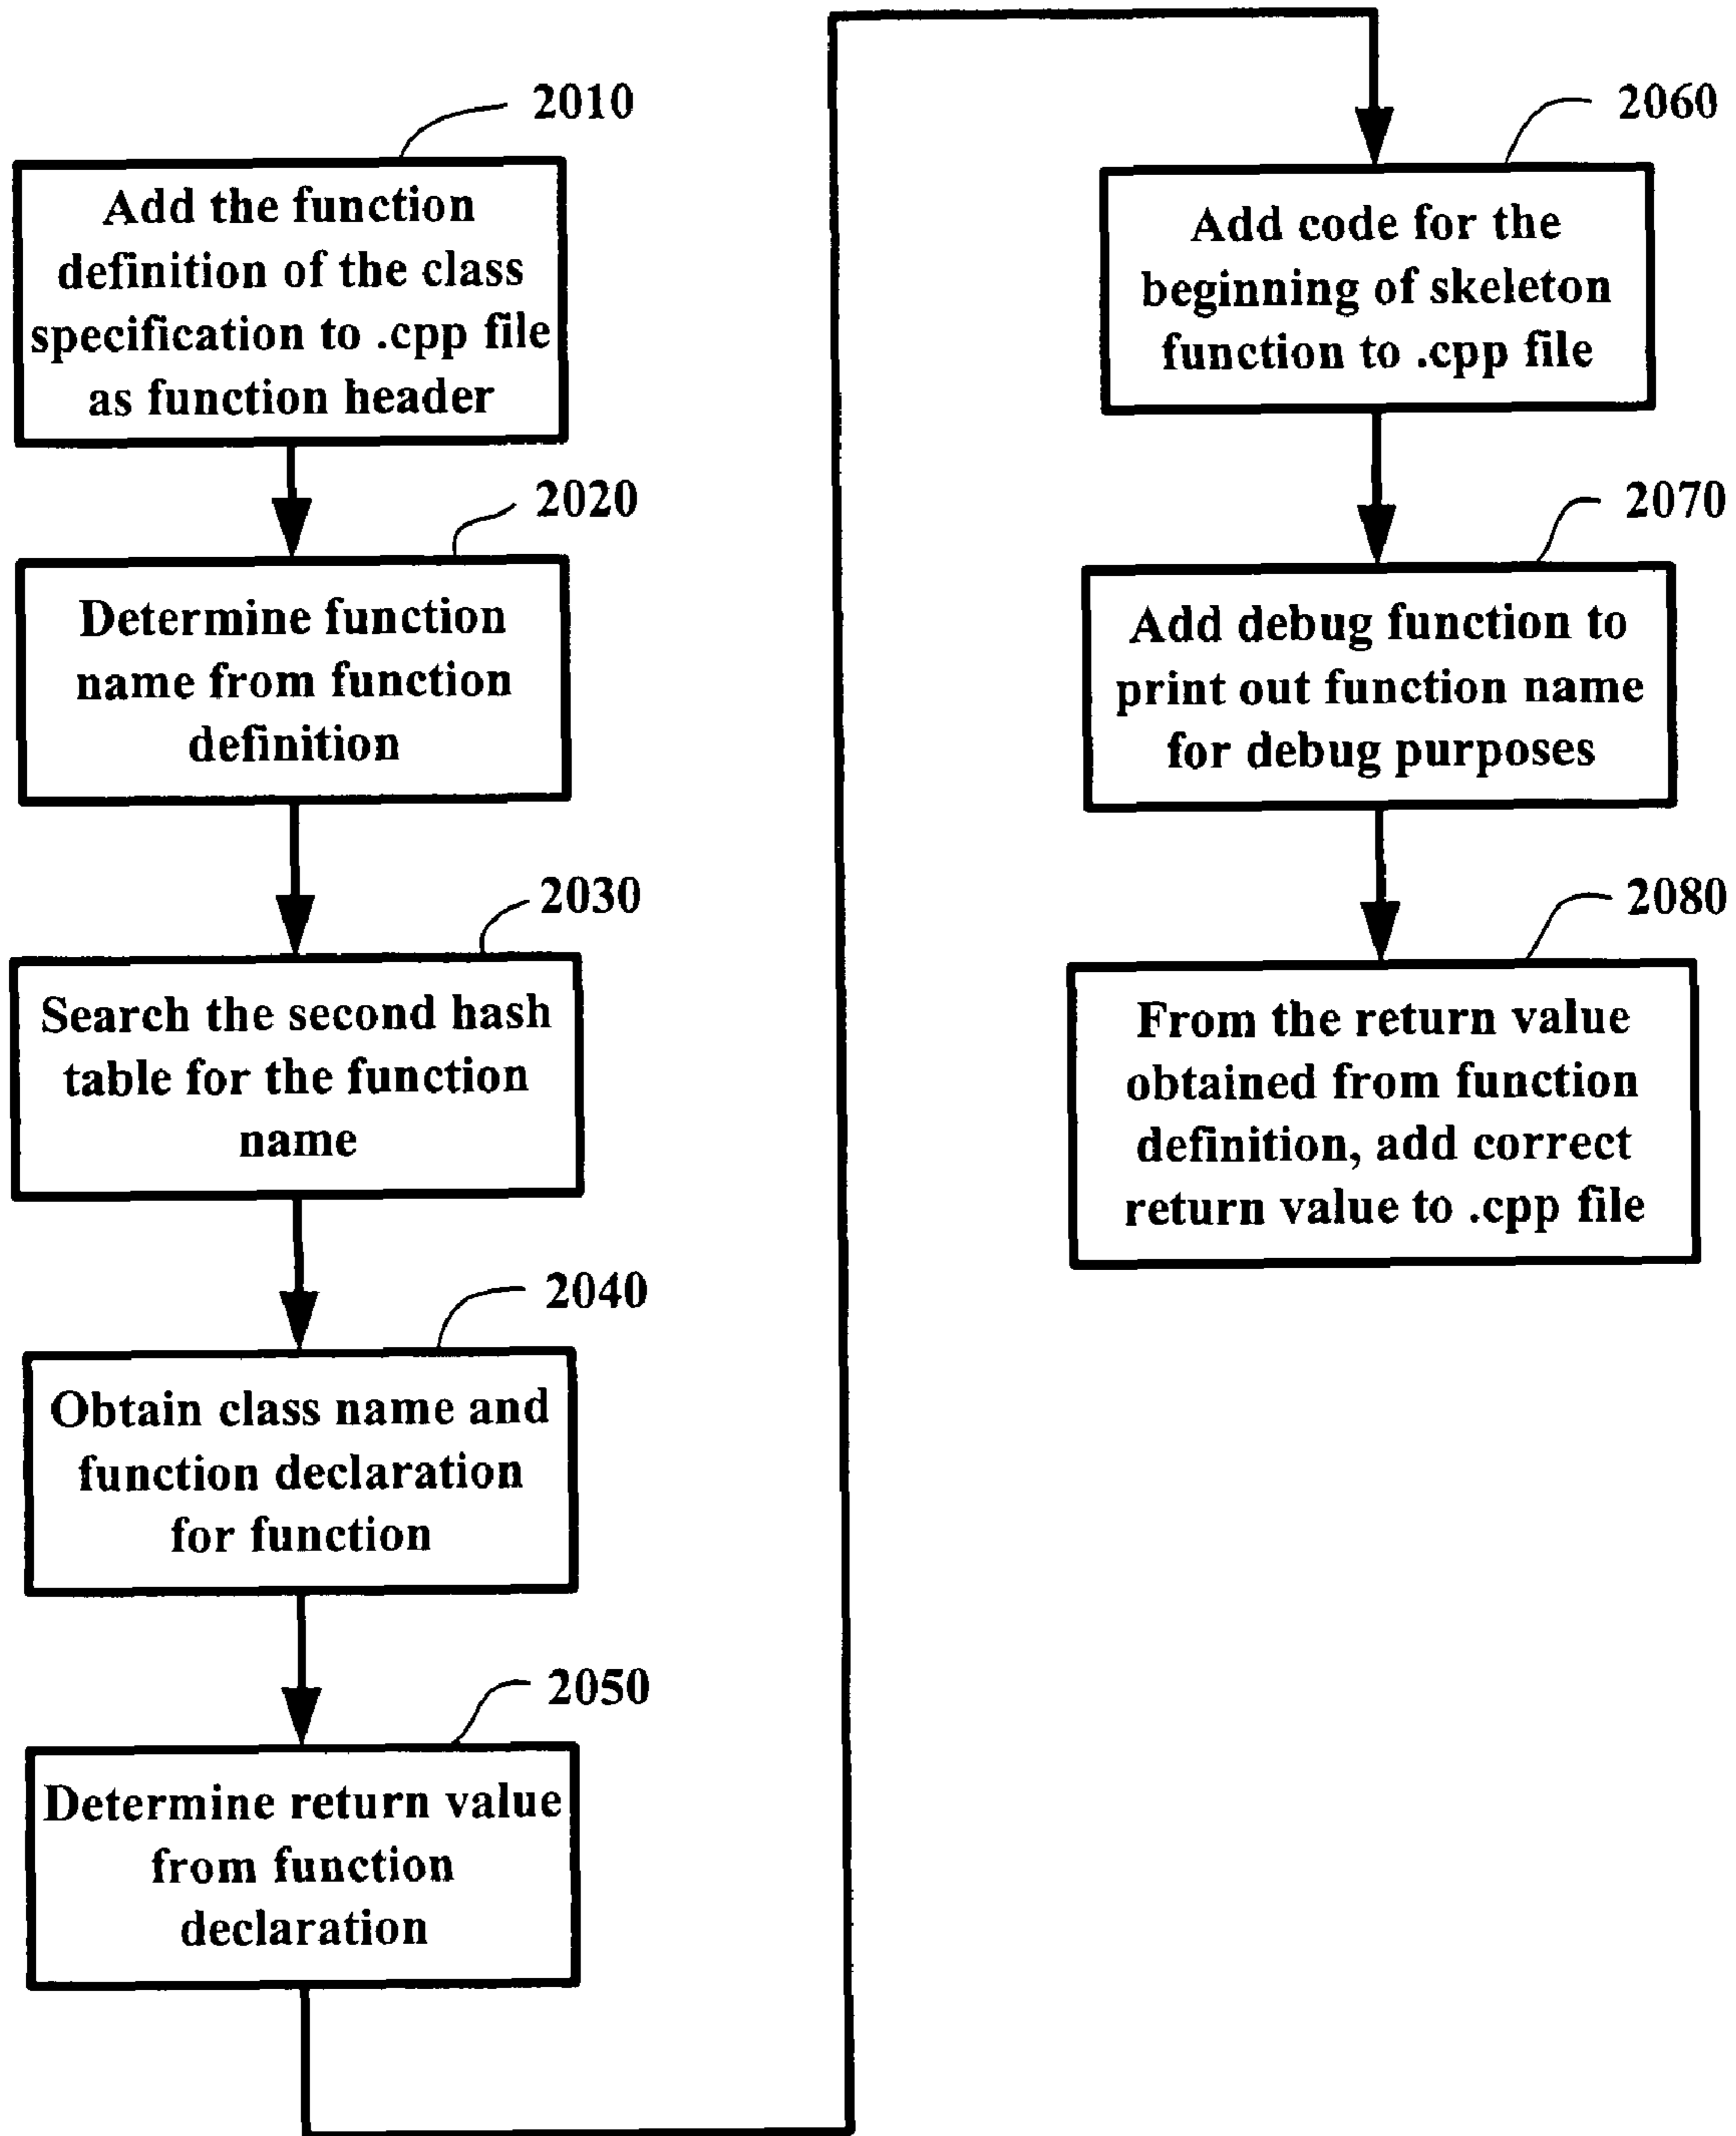 2010
Add the function
definition of the class
specification to .cpp file
as function header
2020
Determine function
name from function
definition
2030
Search the second hash
table for the function
name
2040
Obtain class name and
function declaration
for function
2050
Determine return value
from function
declaration
2060
Add code for the
beginning of skeleton
function to .cpp file
2070
Add debug function to
print out function name
for debug purposes
2080
From the return value
obtained from function
definition, add correct
return value to .cpp file